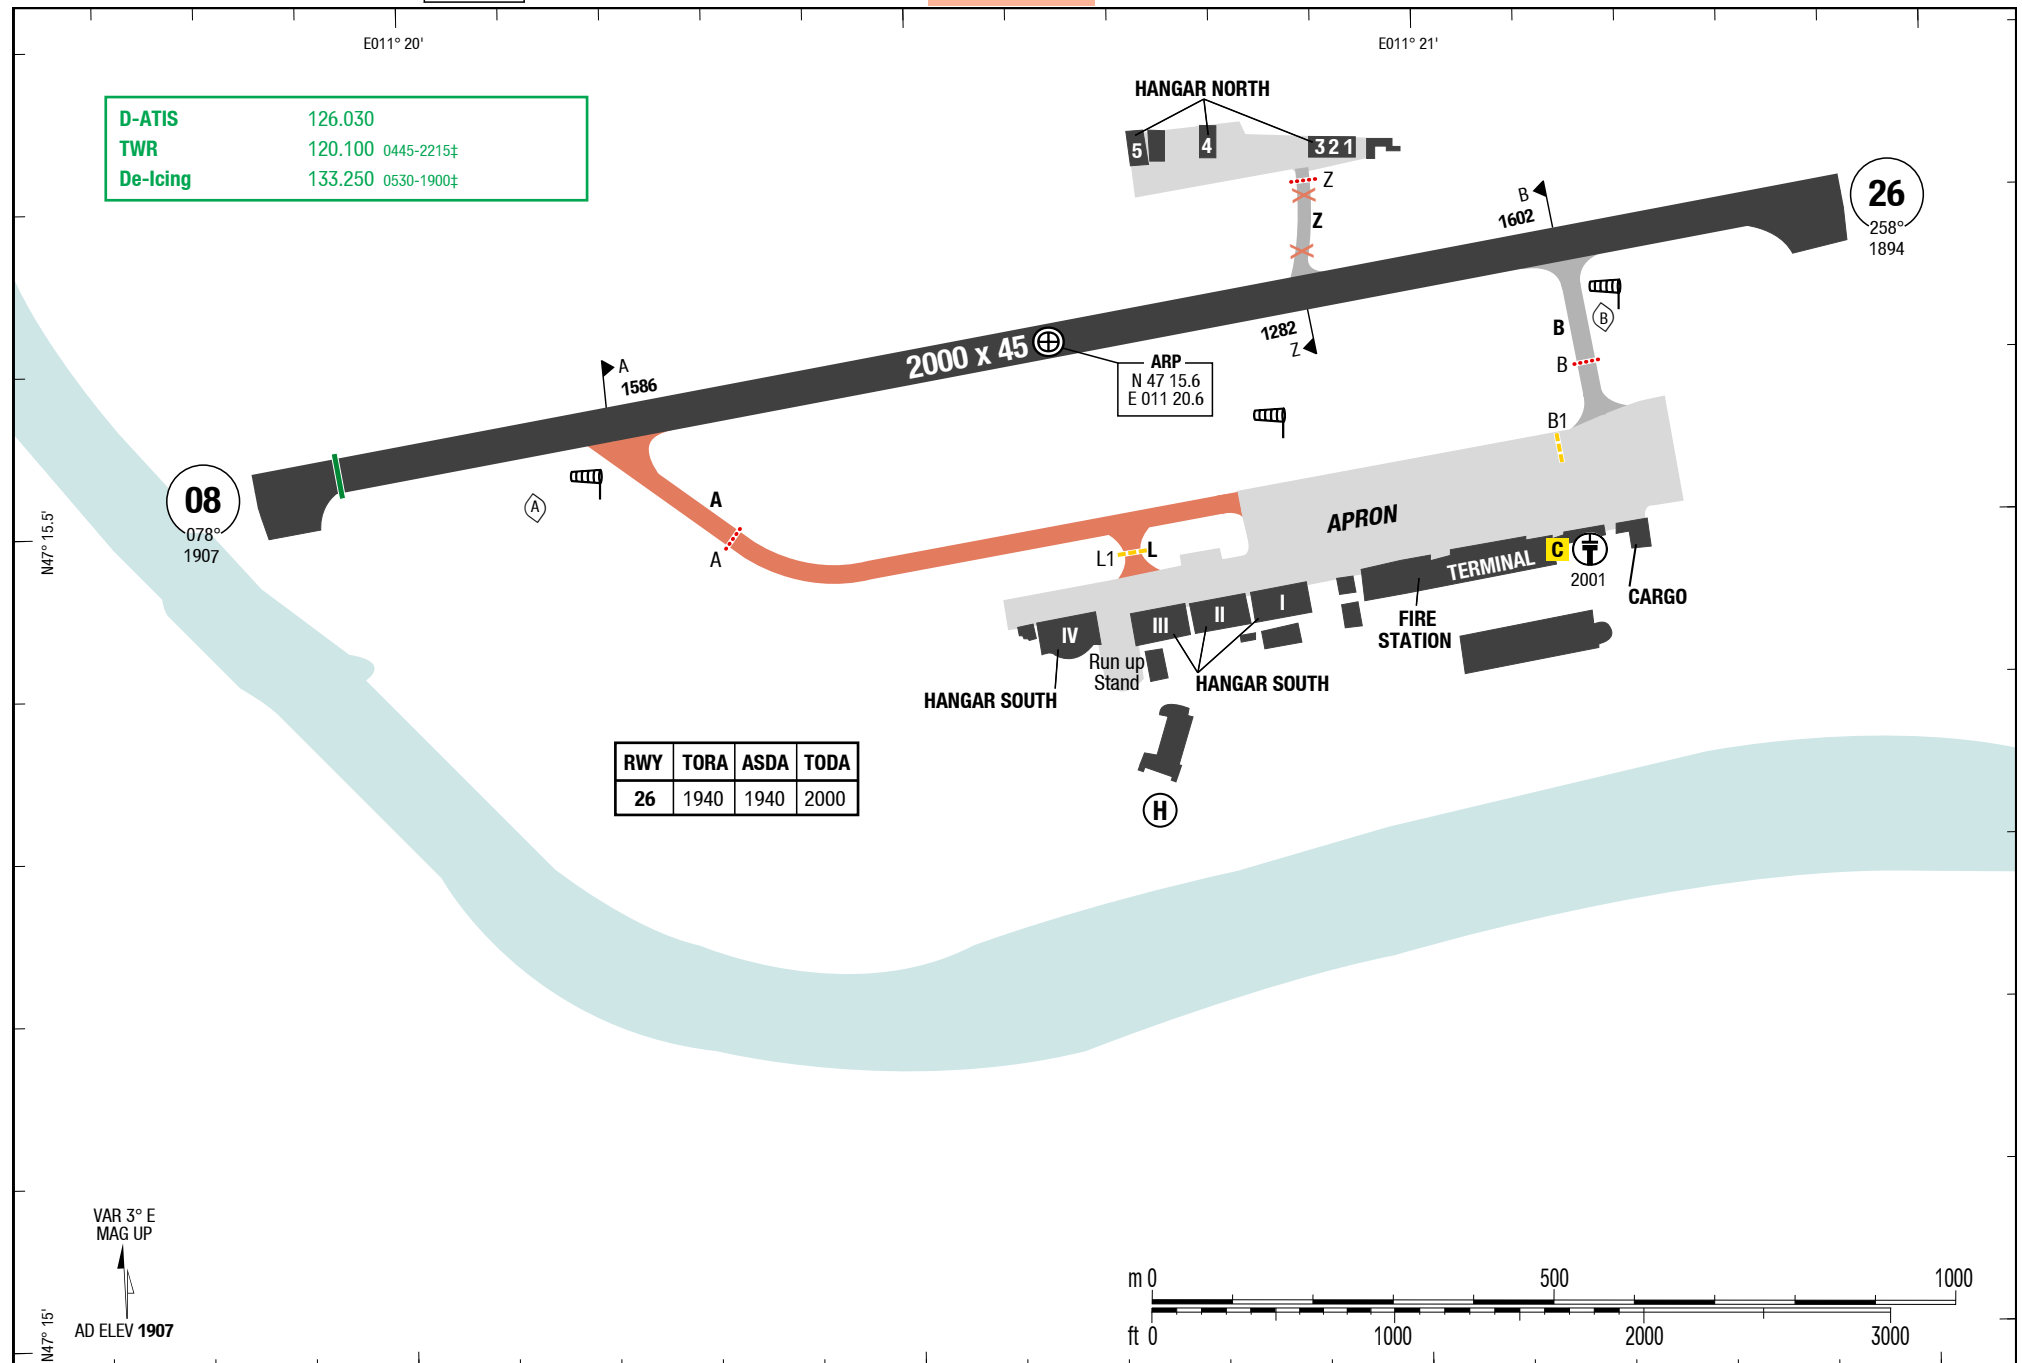 E011° 20'
E011° 21'
D-ATIS 126.030
TWR 120.100 0445-2215‡
De-Icing 133.250 0530-1900‡
HANGAR NORTH
5
4
3 2 1
Z
Z
B
1602
26
258°
1894
2000 x 45
ARP
N 47 15.6
E 011 20.6
1282
Z
B
B
B
B1
A
1586
08
078°
1907
A
A
A
N47° 15.5'
L1
L
APRON
TERMINAL
C
T
2001
CARGO
FIRE
STATION
I
II
III
IV
Run up
Stand
HANGAR SOUTH
HANGAR SOUTH
H
RWY TORA ASDA TODA
26 1940 1940 2000
VAR 3° E
MAG UP
AD ELEV 1907
N47° 15'
m 0 500 1000
ft 0 1000 2000 3000